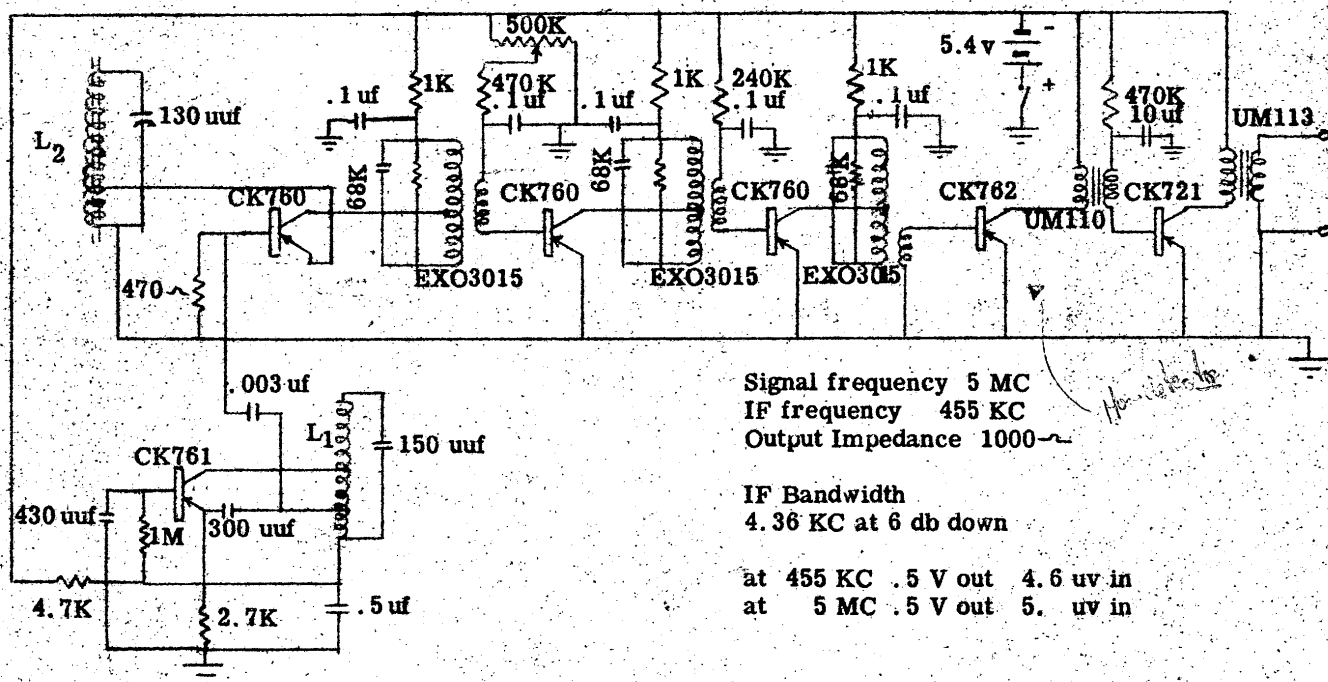 500K
5.4 v
-
+
1K
470K
.1 uf
.1 uf
.1 uf
1K
240K
.1 uf
1K
.1 uf
470K
10 uf
UM113
130 uuf
L2
68K
68K
68K
CK760
CK760
CK760
CK762
UM110
CK721
EXO3015
EXO3015
EXO3015
470
.003 uf
L1
150 uuf
CK761
430 uuf
1M
300 uuf
4.7K
2.7K
.5 uf
Signal frequency 5 MC
IF frequency 455 KC
Output Impedance 1000
IF Bandwidth
4.36 KC at 6 db down
at 455 KC .5 V out 4.6 uv in
at 5 MC .5 V out 5. uv in